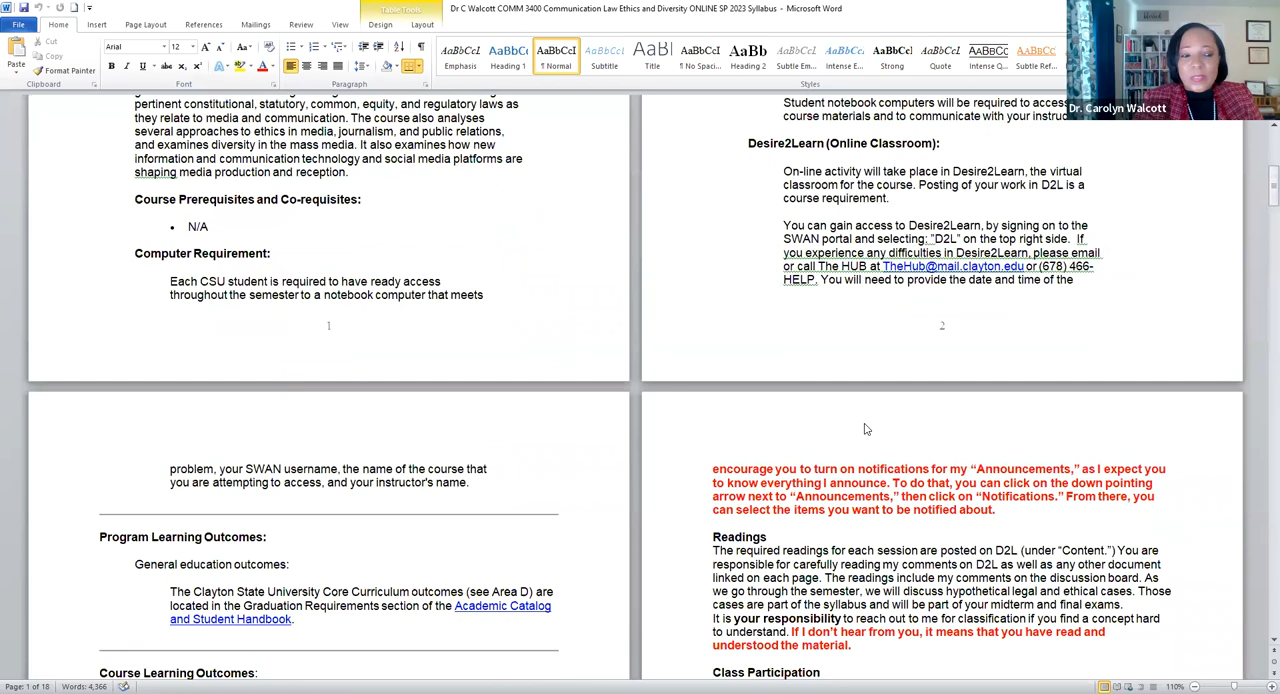 Table Tools
Dr C Walcott COMM 3400 Communication Law Ethics and Diversity ONLINE SP 2023 Syllabus - Microsoft Word
File
Home
Insert
Page Layout
References
Mailings
Review
View
Design
Layout
Cut
Copy
Format Painter
Paste
Clipboard
Arial
12
Font
Paragraph
AaBbCcI
AaBbCc
AaBbCcI
AaBbCcI
AaBl
AaBbCcI
AaBb
AaBbCcI
AaBbCcI
AaBbCcI
AaBbCcI
AaBbCc
AaBbCc
Emphasis
Heading 1
¶ Normal
Subtitle
Title
¶ No Spaci...
Heading 2
Subtle Em...
Intense E...
Strong
Quote
Intense Q...
Subtle Ref...
Styles
Dr. Carolyn Walcott
pertinent constitutional, statutory, common, equity, and regulatory laws as
they relate to media and communication. The course also analyses
several approaches to ethics in media, journalism, and public relations,
and examines diversity in the mass media. It also examines how new
information and communication technology and social media platforms are
shaping media production and reception.
Course Prerequisites and Co-requisites:
• N/A
Computer Requirement:
Each CSU student is required to have ready access
throughout the semester to a notebook computer that meets
1
Student notebook computers will be required to access
course materials and to communicate with your instruc
Desire2Learn (Online Classroom):
On-line activity will take place in Desire2Learn, the virtual
classroom for the course. Posting of your work in D2L is a
course requirement.
You can gain access to Desire2Learn, by signing on to the
SWAN portal and selecting: "D2L" on the top right side. If
you experience any difficulties in Desire2Learn, please email
or call The HUB at TheHub@mail.clayton.edu or (678) 466-
HELP. You will need to provide the date and time of the
2
problem, your SWAN username, the name of the course that
you are attempting to access, and your instructor's name.
Program Learning Outcomes:
General education outcomes:
The Clayton State University Core Curriculum outcomes (see Area D) are
located in the Graduation Requirements section of the Academic Catalog
and Student Handbook.
Course Learning Outcomes:
encourage you to turn on notifications for my “Announcements,” as I expect you
to know everything I announce. To do that, you can click on the down pointing
arrow next to “Announcements,” then click on “Notifications.” From there, you
can select the items you want to be notified about.
Readings
The required readings for each session are posted on D2L (under “Content.”) You are
responsible for carefully reading my comments on D2L as well as any other document
linked on each page. The readings include my comments on the discussion board. As
we go through the semester, we will discuss hypothetical legal and ethical cases. Those
cases are part of the syllabus and will be part of your midterm and final exams.
It is your responsibility to reach out to me for classification if you find a concept hard
to understand. If I don’t hear from you, it means that you have read and
understood the material.
Class Participation
Page: 1 of 18
Words: 4,366
110%